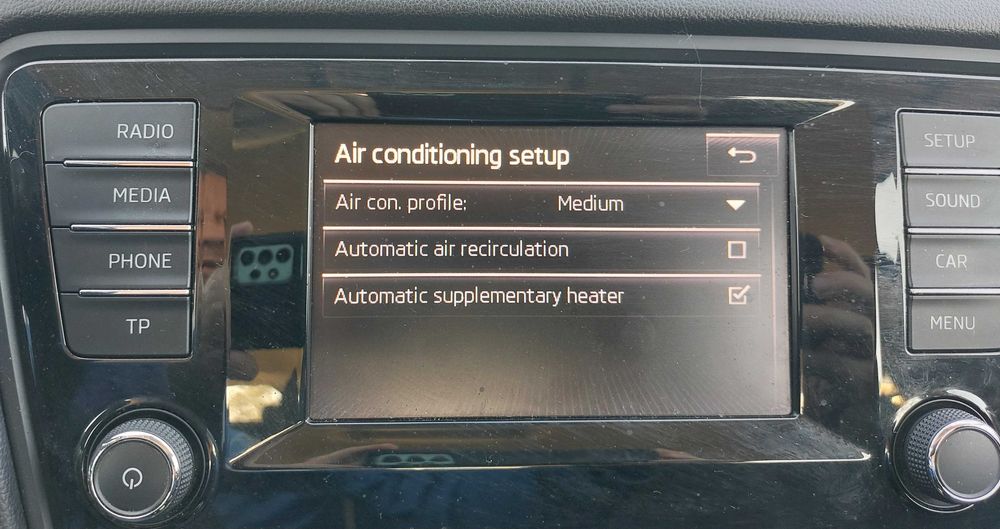 RADIO
MEDIA
PHONE
TP
Air conditioning setup
Air con. profile: Medium
Automatic air recirculation
Automatic supplementary heater
SETUP
SOUND
CAR
MENU